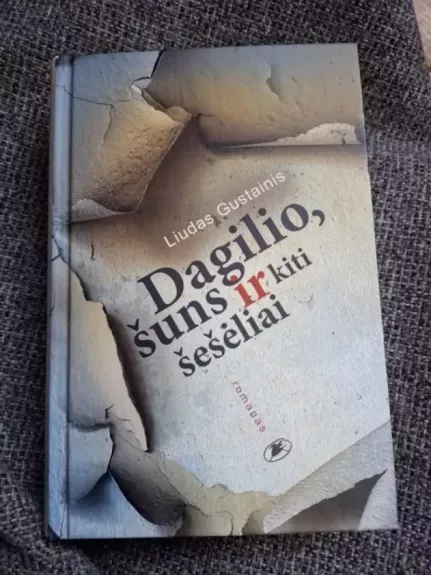 Liudas Gustainis
Dagilio,
šuns ir kiti
šešėliai
romanas